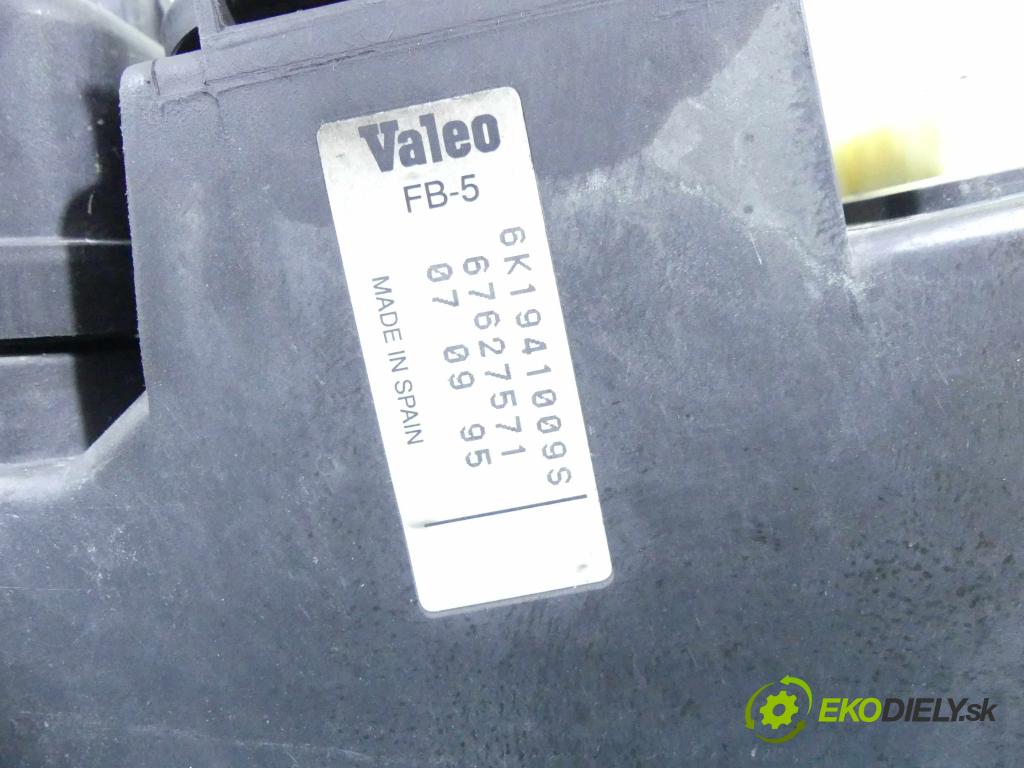 Valeo
FB-5
6K1941009S
67627571
07 09 95
MADE IN SPAIN
EKODIELY.sk